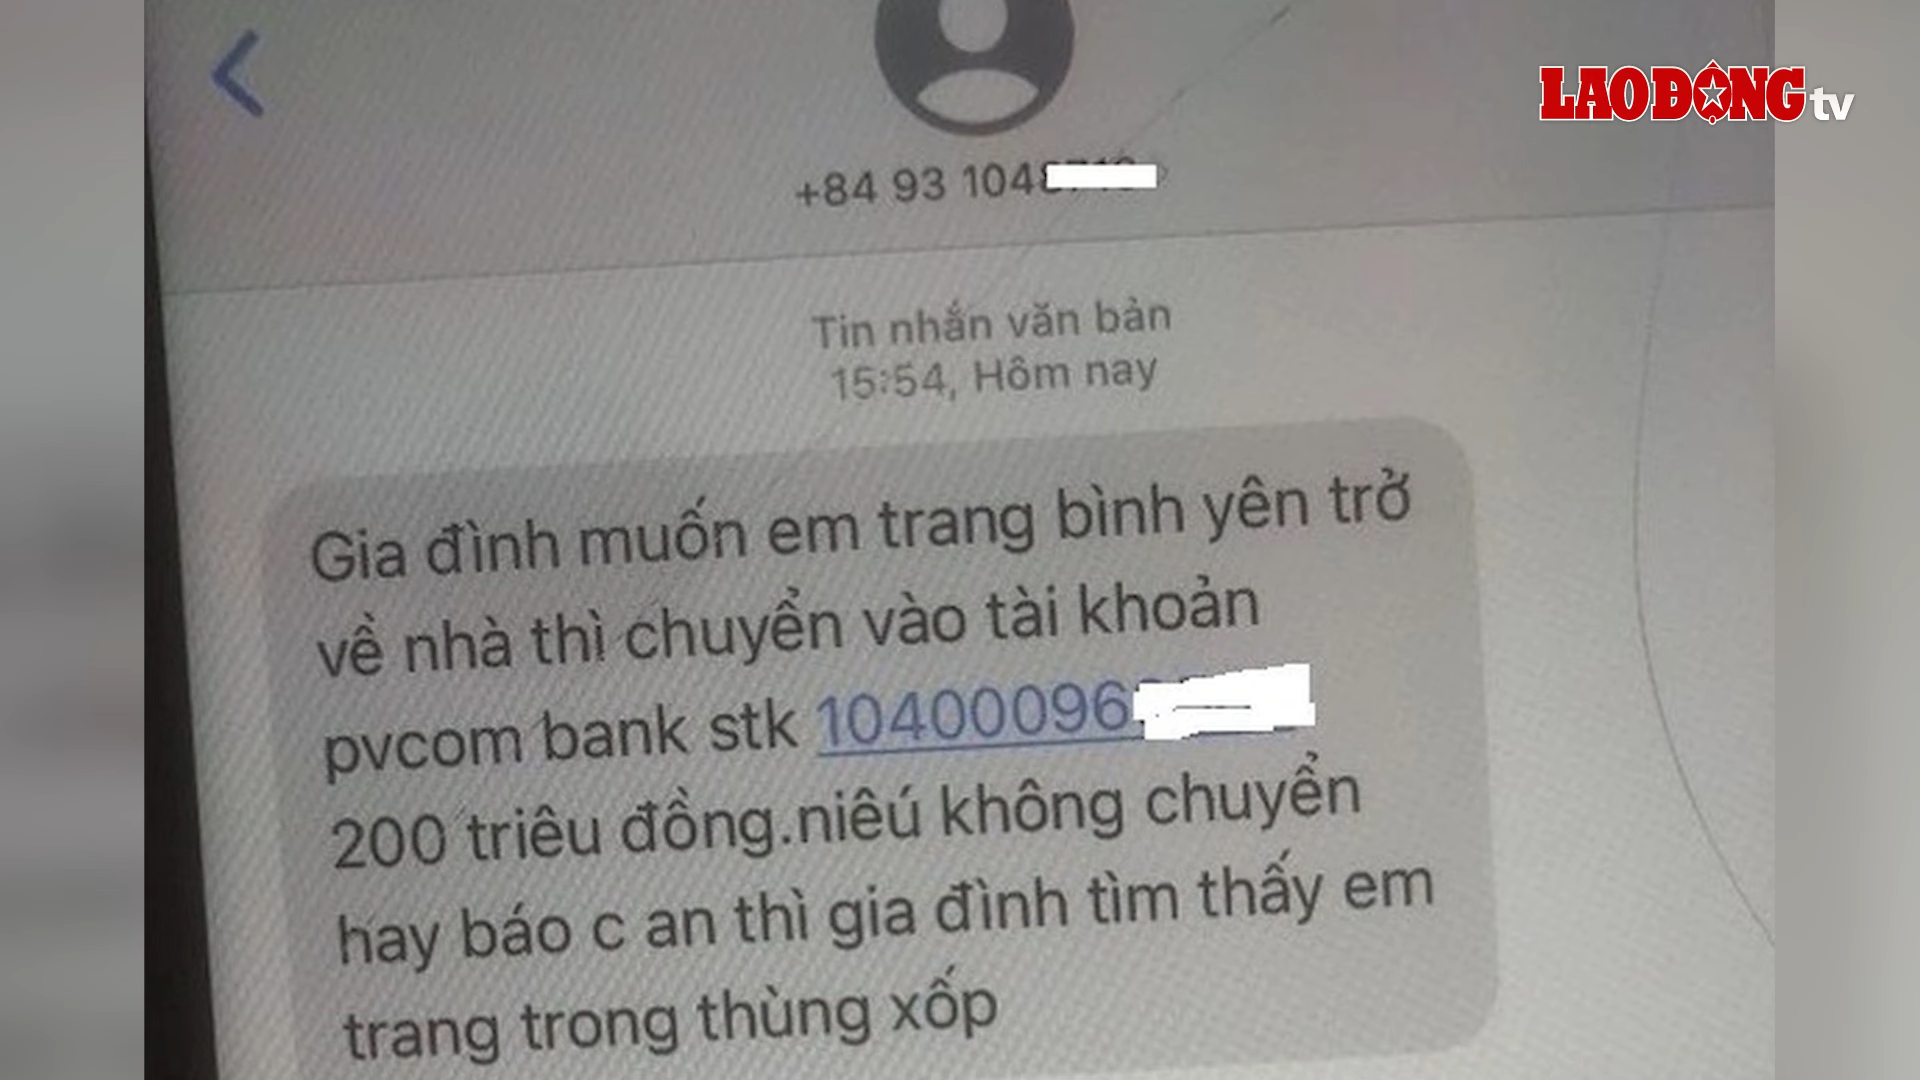 LAO ĐỘNG tv
+84 93 104
Tin nhắn văn bản
15:54, Hôm nay
Gia đình muốn em trang bình yên trở
về nhà thì chuyển vào tài khoản
pvcom bank stk 10400096
200 triêu đồng.niêú không chuyển
hay báo c an thì gia đình tìm thấy em
trang trong thùng xốp